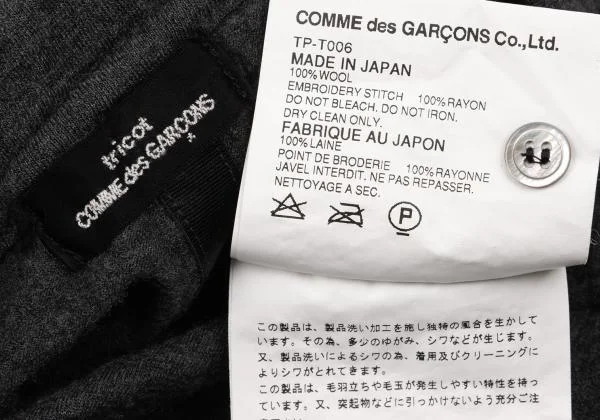 tricot
COMME des GARÇONS
COMME des GARÇONS Co.,Ltd.
TP-T006
MADE IN JAPAN
100% WOOL
EMBROIDERY STITCH 100% RAYON
DO NOT BLEACH. DO NOT IRON.
DRY CLEAN ONLY.
FABRIQUE AU JAPON
100% LAINE
POINT DE BRODERIE 100% RAYONNE
JAVEL INTERDIT. NE PAS REPASSER.
NETTOYAGE A SEC.
P
この製品は、製品洗い加工を施し独特の風合を生かして
います。その為、多少のゆがみ、シワなどが生じます。
又、製品洗いによるシワの為、着用及びクリーニングに
よりシワがとれてきます。
この製品は、毛羽立ちや毛玉が発生しやすい特性を持っ
ています。又、突起物などに引っかけないよう充分ご注